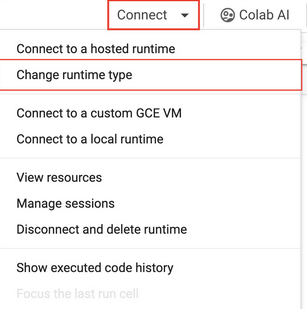 Connect Colab AI
Connect to a hosted runtime
Change runtime type
Connect to a custom GCE VM
Connect to a local runtime
View resources
Manage sessions
Disconnect and delete runtime
Show executed code history
Focus the last run cell